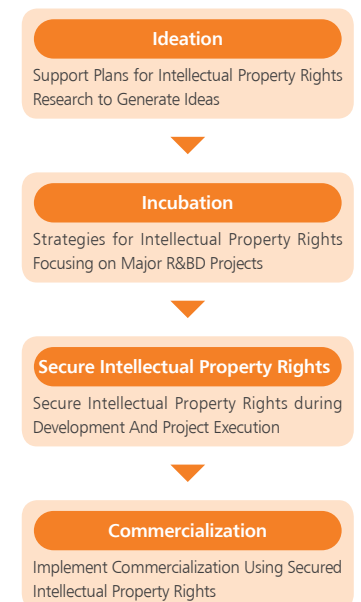 Ideation
Support Plans for Intellectual Property Rights
Research to Generate Ideas
Incubation
Strategies for Intellectual Property Rights
Focusing on Major R&BD Projects
Secure Intellectual Property Rights
Secure Intellectual Property Rights during
Development And Project Execution
Commercialization
Implement Commercialization Using Secured
Intellectual Property Rights